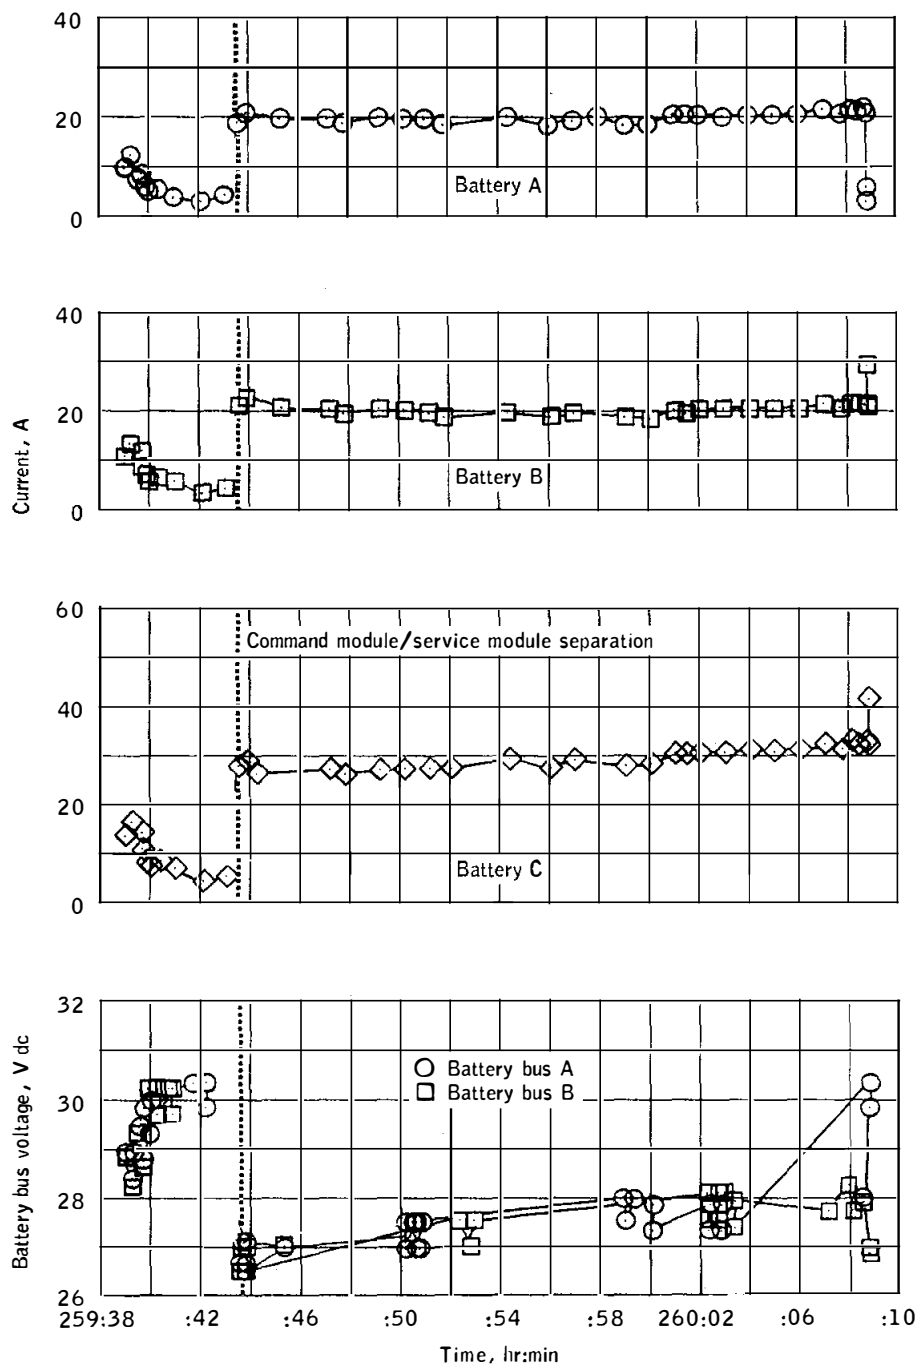 40
20
0
Battery A
40
20
0
Battery B
Current, A
60
40
20
0
Command module/service module separation
Battery C
32
30
28
26
Battery bus voltage, V dc
Battery bus A
Battery bus B
259:38 :42 :46 :50 :54 :58 260:02 :06 :10
Time, hr:min